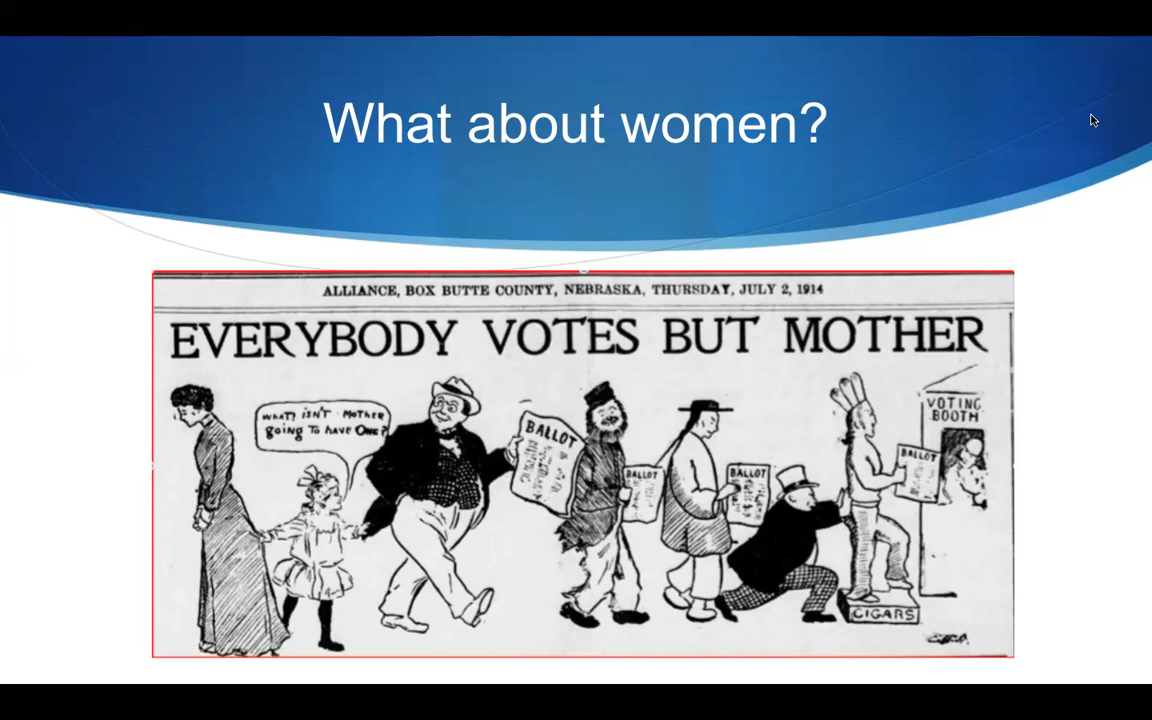 What about women?
ALLIANCE, BOX BUTTE COUNTY, NEBRASKA, THURSDAY, JULY 2, 1914
EVERYBODY VOTES BUT MOTHER
WHAT? ISN'T MOTHER
going To have One?
BALLOT
BALLOT
BALLOT
BALLOT
VOTING
BOOTH
CIGARS